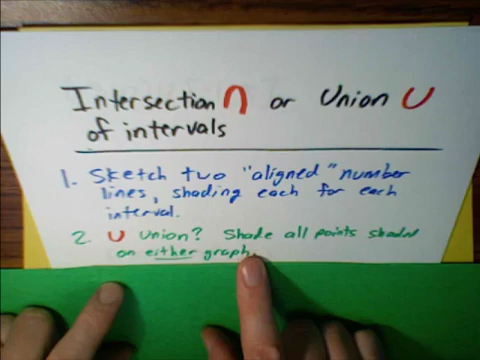 Intersection ∩ or Union ∪
of intervals
1. Sketch two "aligned" number
lines, shading each for each
interval.
2. ∪ Union? Shade all points shaded
on either graph.